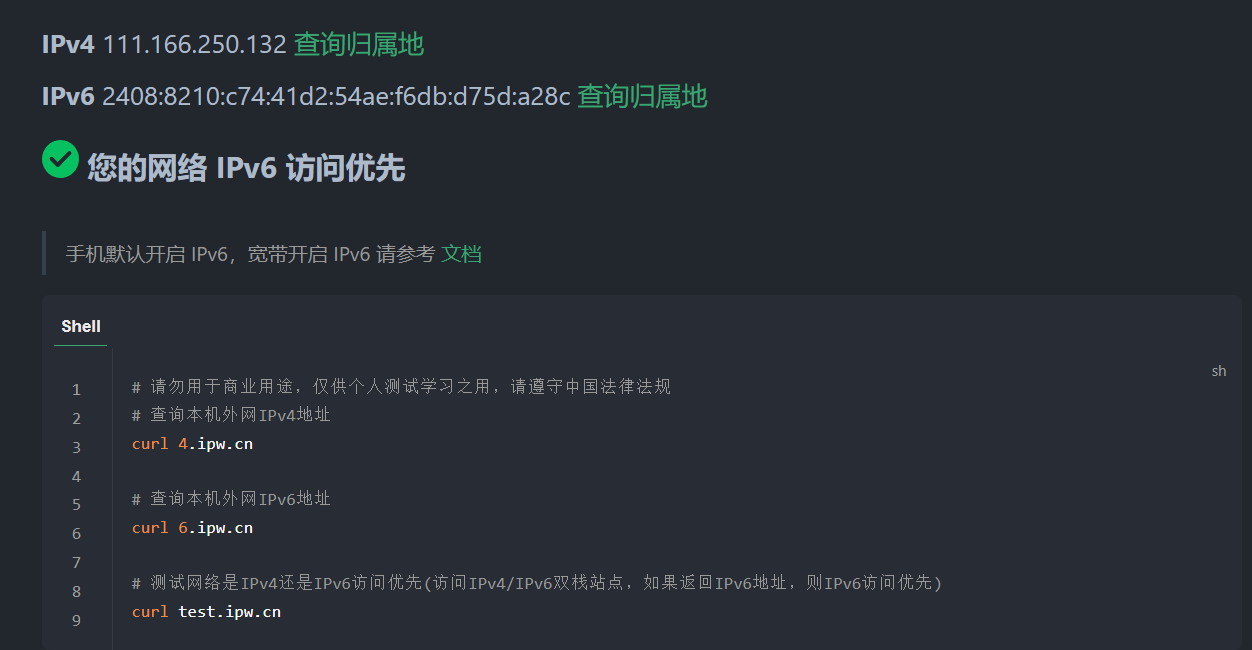 IPv4 111.166.250.132 查询归属地
IPv6 2408:8210:c74:41d2:54ae:f6db:d75d:a28c 查询归属地
您的网络 IPv6 访问优先
手机默认开启 IPv6，宽带开启 IPv6 请参考 文档
Shell
sh
1 # 请勿用于商业用途，仅供个人测试学习之用，请遵守中国法律法规
2 # 查询本机外网IPv4地址
3 curl 4.ipw.cn
4
5 # 查询本机外网IPv6地址
6 curl 6.ipw.cn
7
8 # 测试网络是IPv4还是IPv6访问优先(访问IPv4/IPv6双栈站点，如果返回IPv6地址，则IPv6访问优先)
9 curl test.ipw.cn